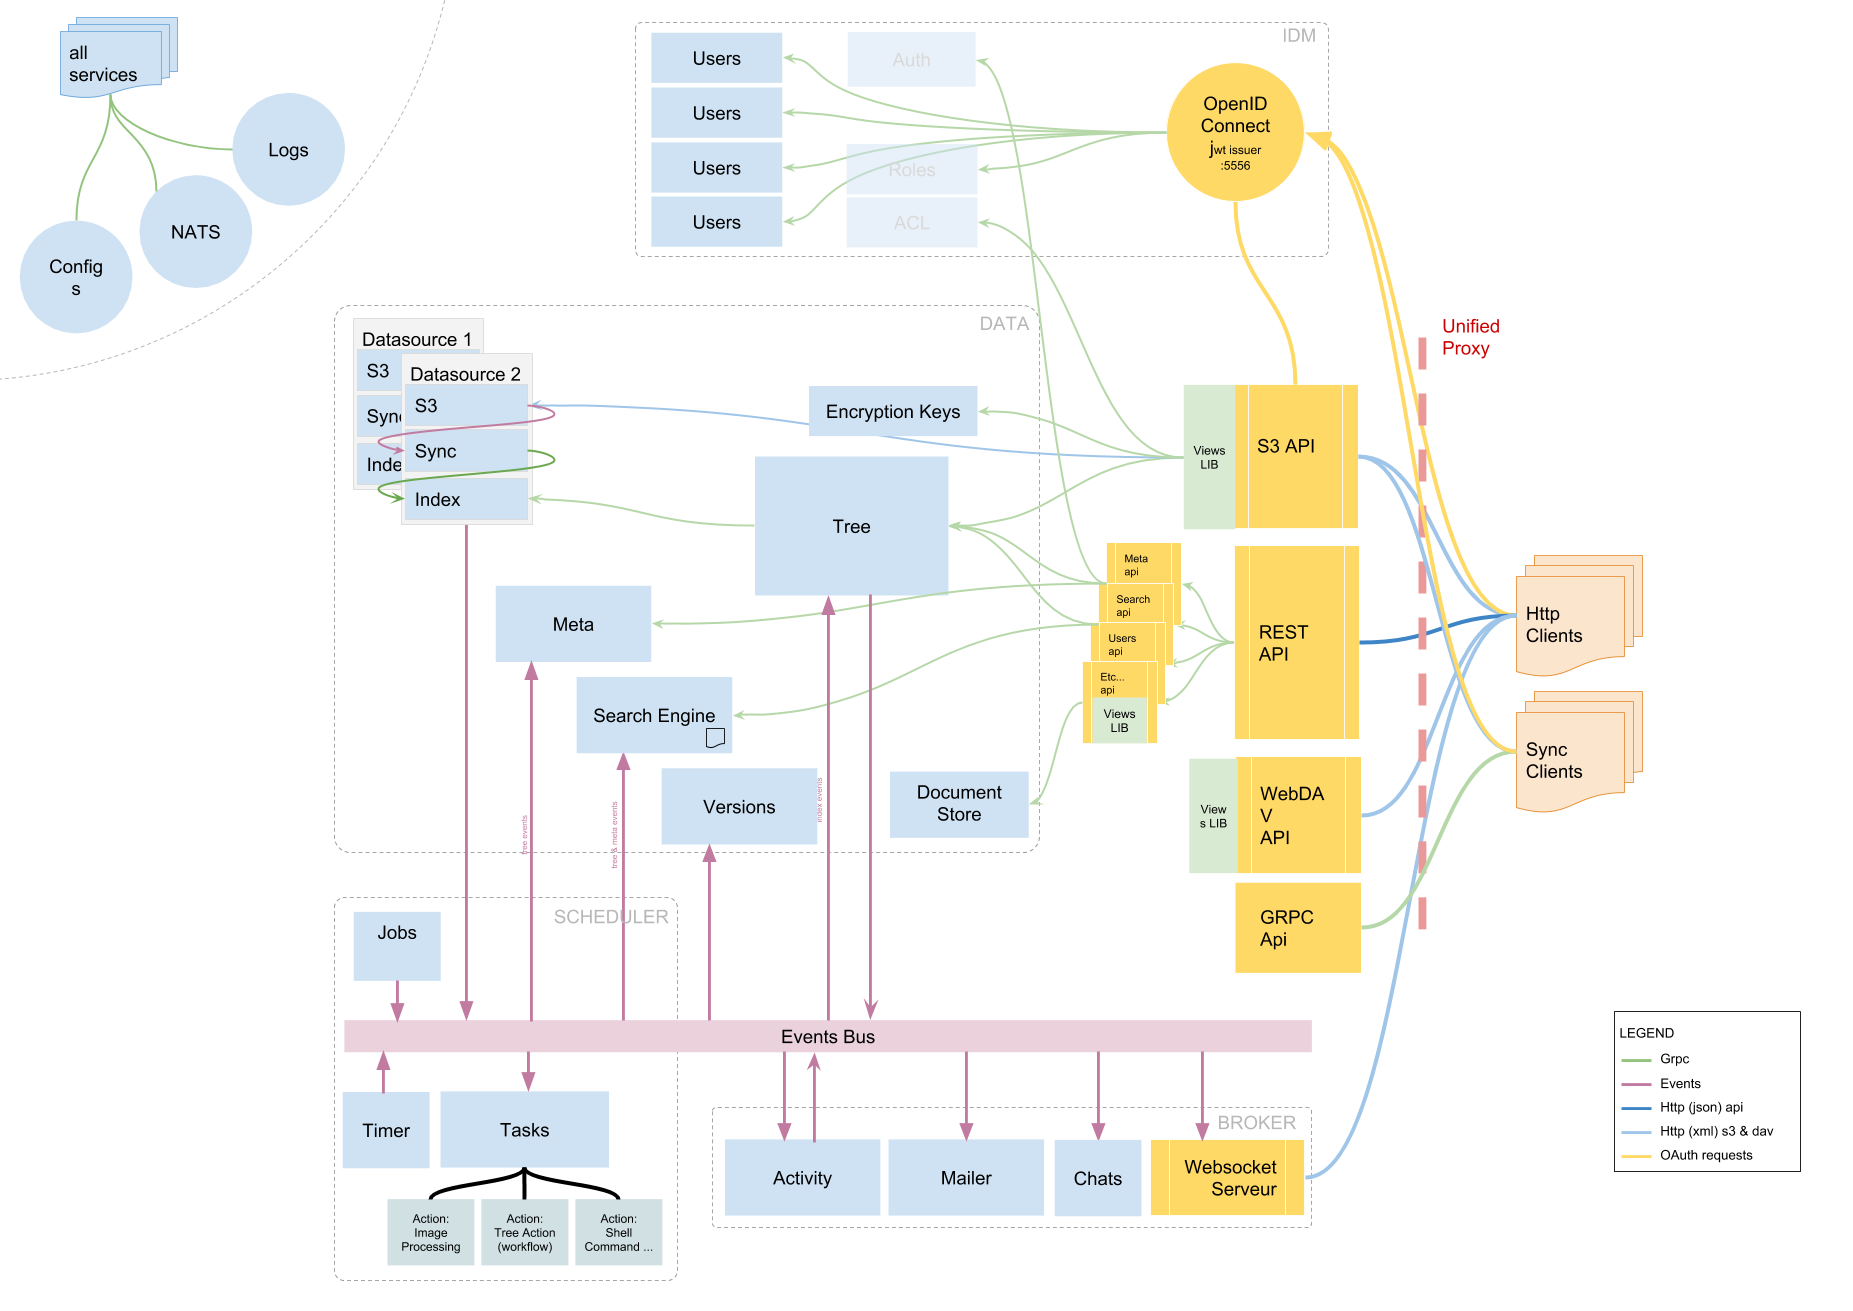 all
services
Logs
NATS
Config
s
IDM
Users
Users
Users
Users
Auth
Roles
ACL
OpenID
Connect
jwt issuer
:5556
DATA
Datasource 1
S3
Sync
Inde
Datasource 2
S3
Sync
Index
Encryption Keys
Tree
Meta
Search Engine
Versions
Document
Store
tree events
tree & meta events
index events
Views
LIB
S3 API
Meta
api
Search
api
Users
api
Etc...
api
Views
LIB
REST
API
View
s LIB
WebDA
V
API
GRPC
Api
Unified
Proxy
Http
Clients
Sync
Clients
SCHEDULER
Jobs
Events Bus
Timer
Tasks
Action:
Image
Processing
Action:
Tree Action
(workflow)
Action:
Shell
Command ...
BROKER
Activity
Mailer
Chats
Websocket
Serveur
LEGEND
Grpc
Events
Http (json) api
Http (xml) s3 & dav
OAuth requests